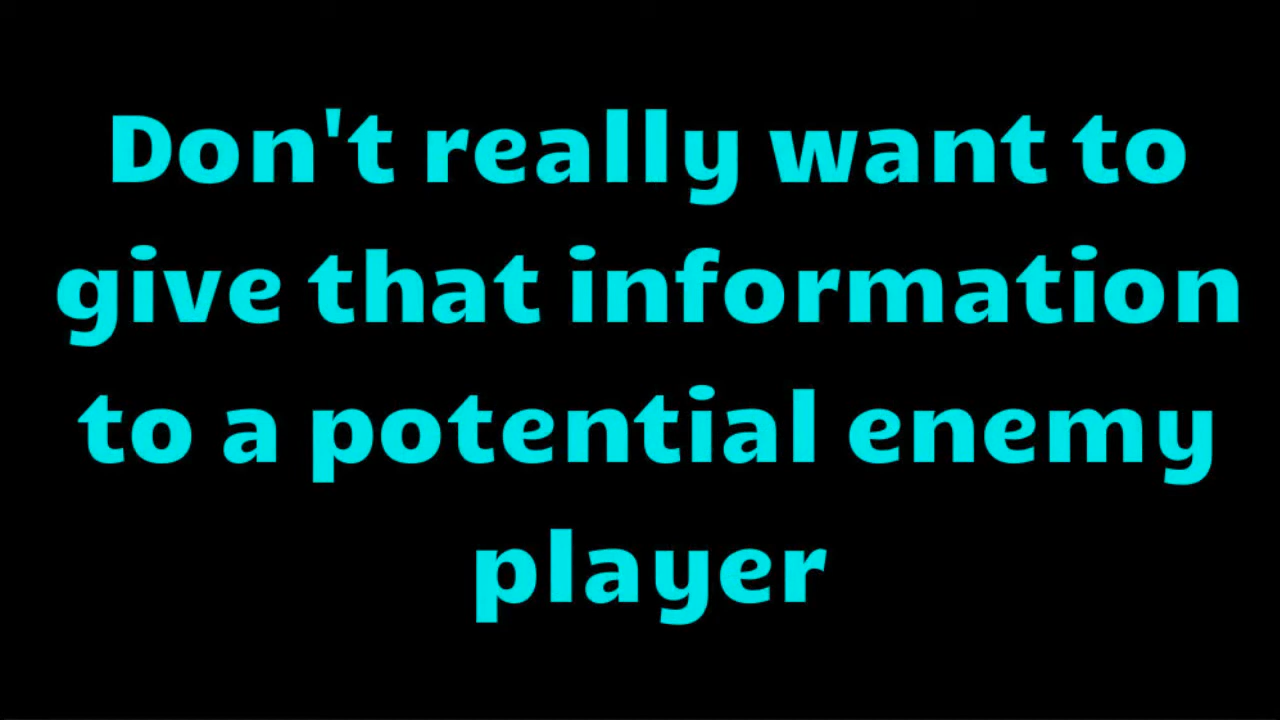 Don't really want to
give that information
to a potential enemy
player